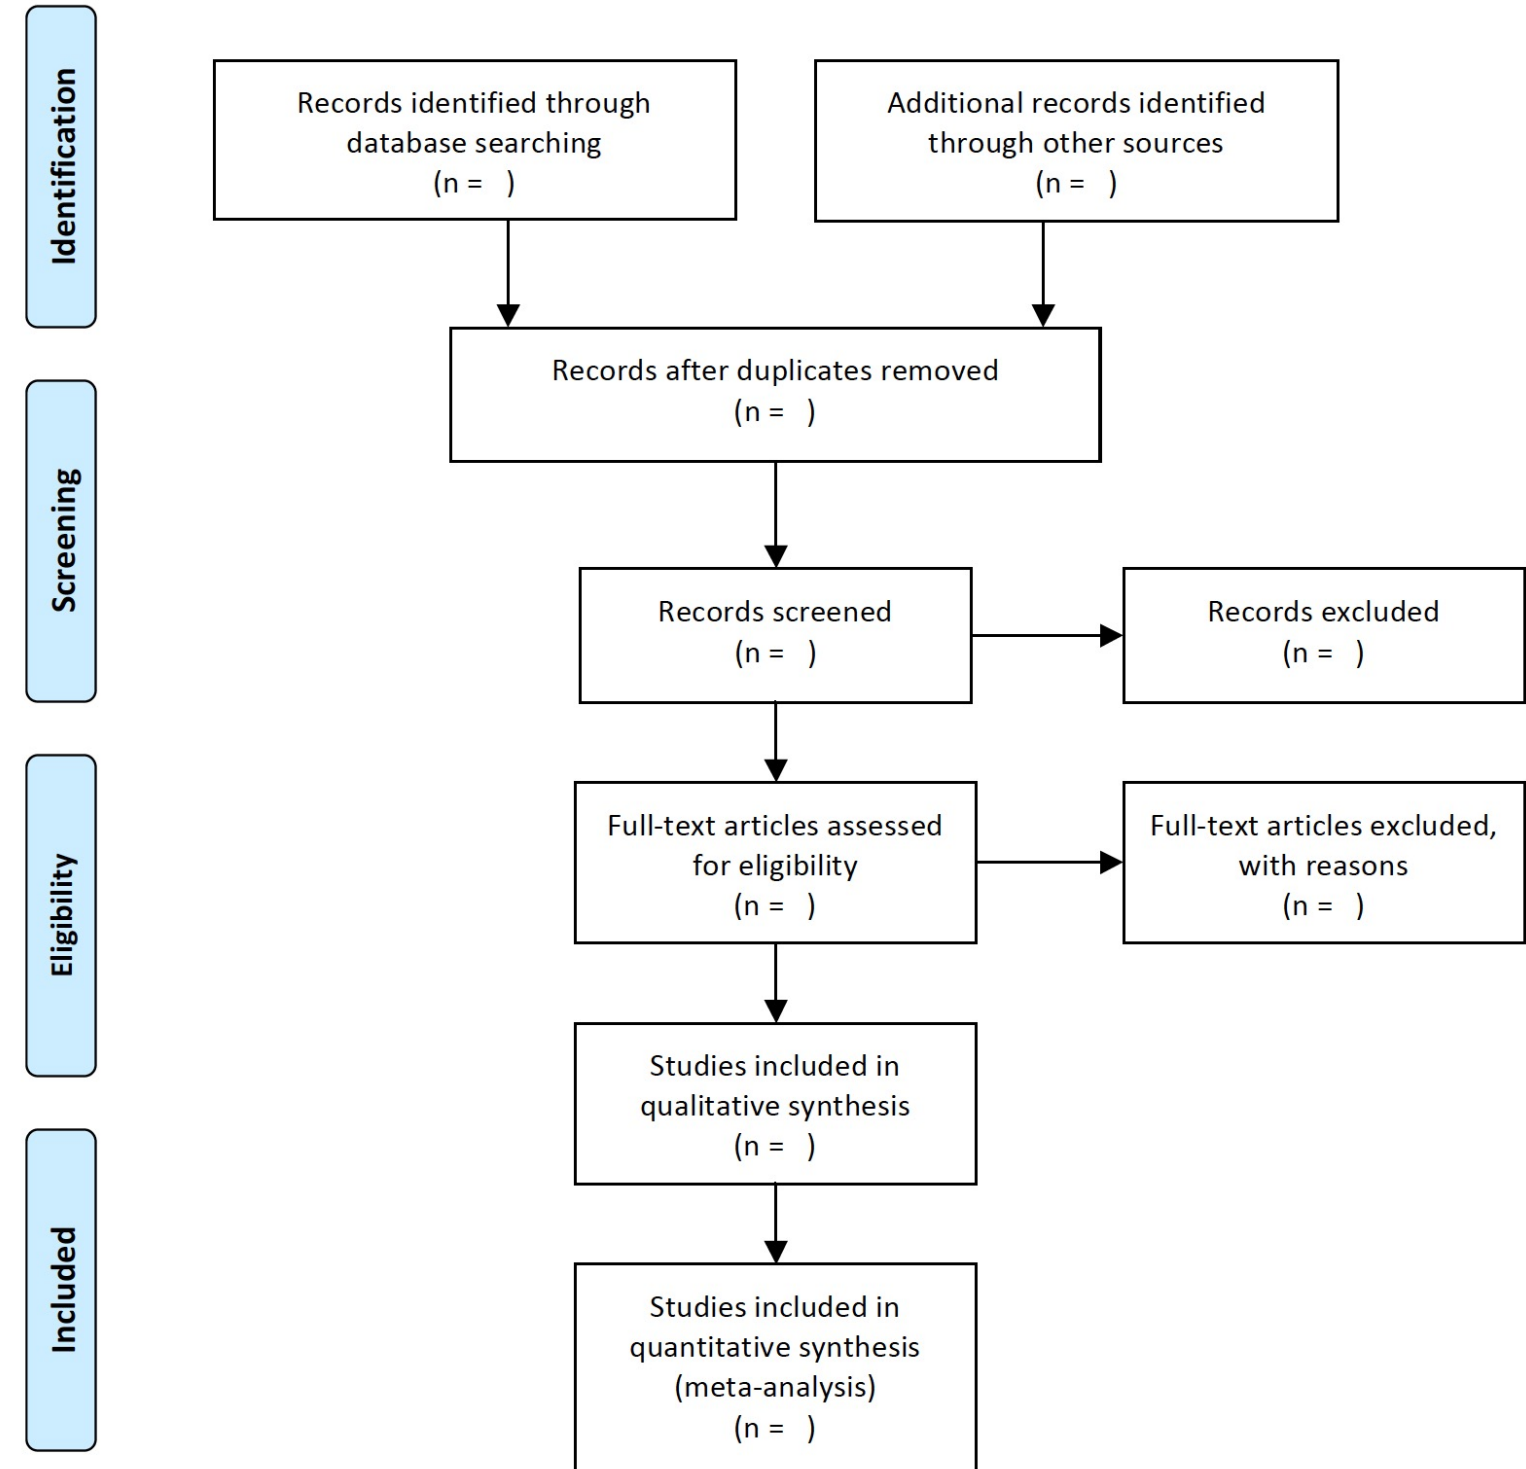 Identification
Records identified through
database searching
(n =   )
Additional records identified
through other sources
(n =   )
Records after duplicates removed
(n =   )
Screening
Records screened
(n =   )
Records excluded
(n =   )
Eligibility
Full-text articles assessed
for eligibility
(n =   )
Full-text articles excluded,
with reasons
(n =   )
Studies included in
qualitative synthesis
(n =   )
Included
Studies included in
quantitative synthesis
(meta-analysis)
(n =   )